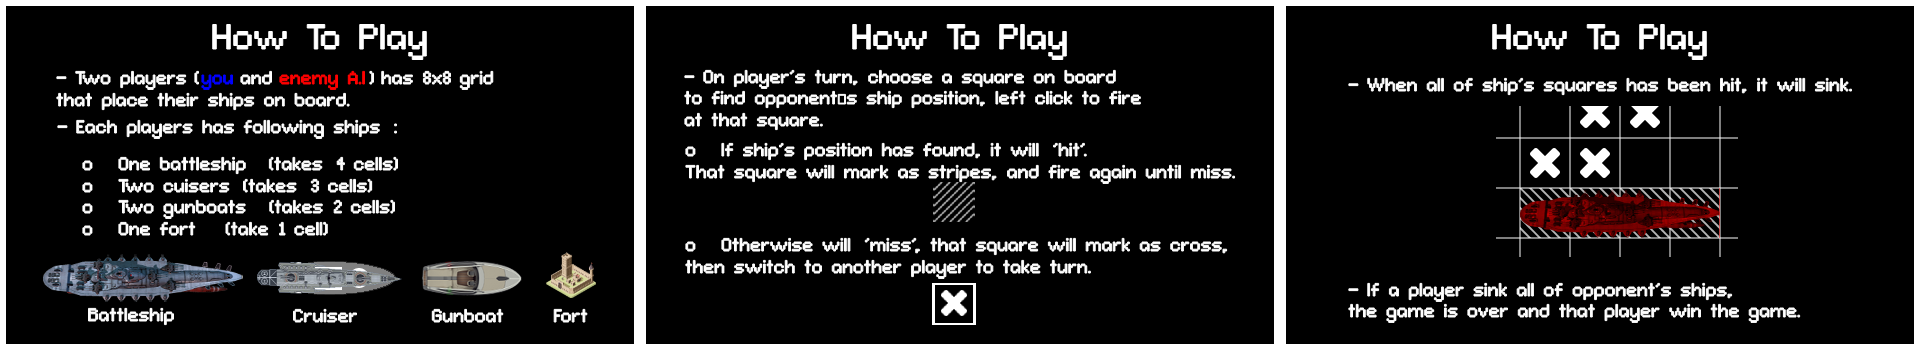 How To Play
- Two players (you and enemy A.I) has 8x8 grid
that place their ships on board.
- Each players has following ships :
o One battleship (takes 4 cells)
o Two cuisers (takes 3 cells)
o Two gunboats (takes 2 cells)
o One fort (take 1 cell)
Battleship Cruiser Gunboat Fort
How To Play
- On player's turn, choose a square on board
to find opponent□s ship position, left click to fire
at that square.
o If ship's position has found, it will 'hit'.
That square will mark as stripes, and fire again until miss.
o Otherwise will 'miss', that square will mark as cross,
then switch to another player to take turn.
How To Play
- When all of ship's squares has been hit, it will sink.
- If a player sink all of opponent's ships,
the game is over and that player win the game.